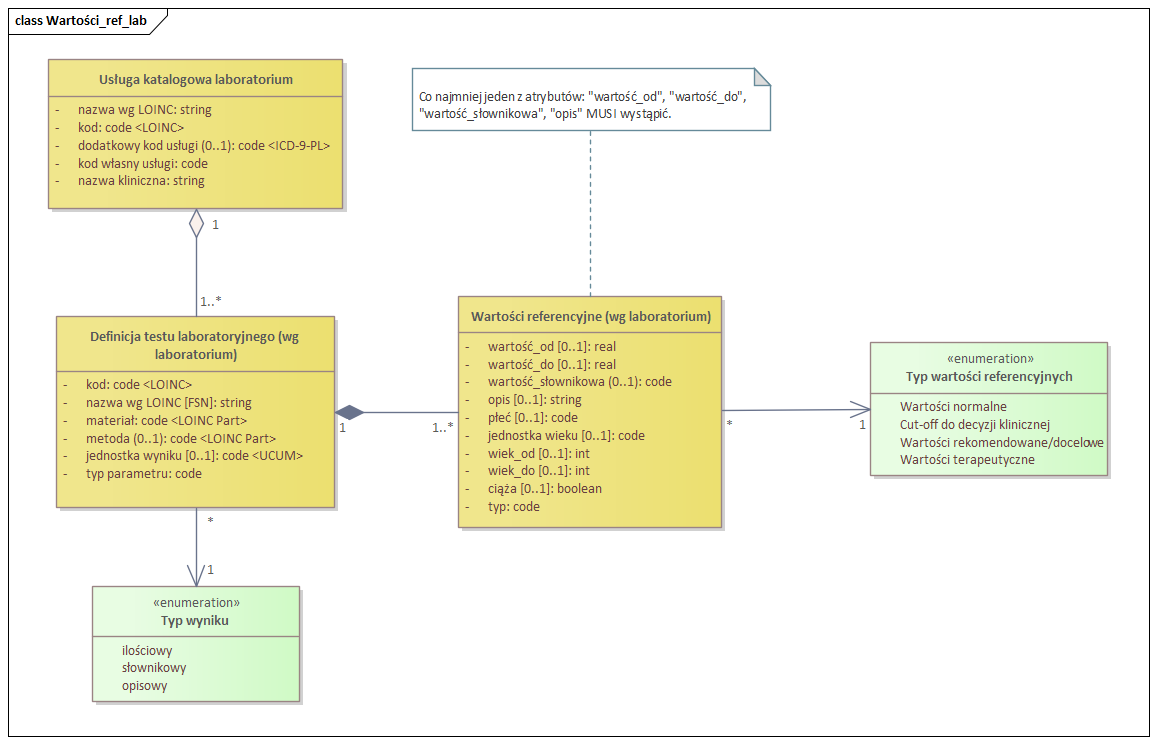 class Wartości_ref_lab
Usługa katalogowa laboratorium
- nazwa wg LOINC: string
- kod: code <LOINC>
- dodatkowy kod usługi (0..1): code <ICD-9-PL>
- kod własny usługi: code
- nazwa kliniczna: string
Co najmniej jeden z atrybutów: "wartość_od", "wartość_do",
"wartość_słownikowa", "opis" MUSI wystąpić.
1
1..*
Definicja testu laboratoryjnego (wg
laboratorium)
- kod: code <LOINC>
- nazwa wg LOINC [FSN]: string
- materiał: code <LOINC Part>
- metoda (0..1): code <LOINC Part>
- jednostka wyniku [0..1]: code <UCUM>
- typ parametru: code
1
1..*
Wartości referencyjne (wg laboratorium)
- wartość_od [0..1]: real
- wartość_do [0..1]: real
- wartość_słownikowa (0..1): code
- opis [0..1]: string
- płeć [0..1]: code
- jednostka wieku [0..1]: code
- wiek_od [0..1]: int
- wiek_do [0..1]: int
- ciąża [0..1]: boolean
- typ: code
*
1
«enumeration»
Typ wartości referencyjnych
Wartości normalne
Cut-off do decyzji klinicznej
Wartości rekomendowane/docelowe
Wartości terapeutyczne
*
1
«enumeration»
Typ wyniku
ilościowy
słownikowy
opisowy